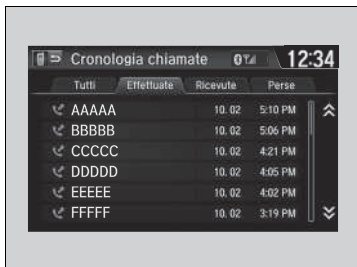 Cronologia chiamate 12:34
Tutti Effettuate Ricevute Perse
AAAAA 10. 02 5:10 PM
BBBBB 10. 02 5:06 PM
CCCCC 10. 02 4:21 PM
DDDDD 10. 02 4:05 PM
EEEEE 10. 02 4:02 PM
FFFFF 10. 02 3:19 PM